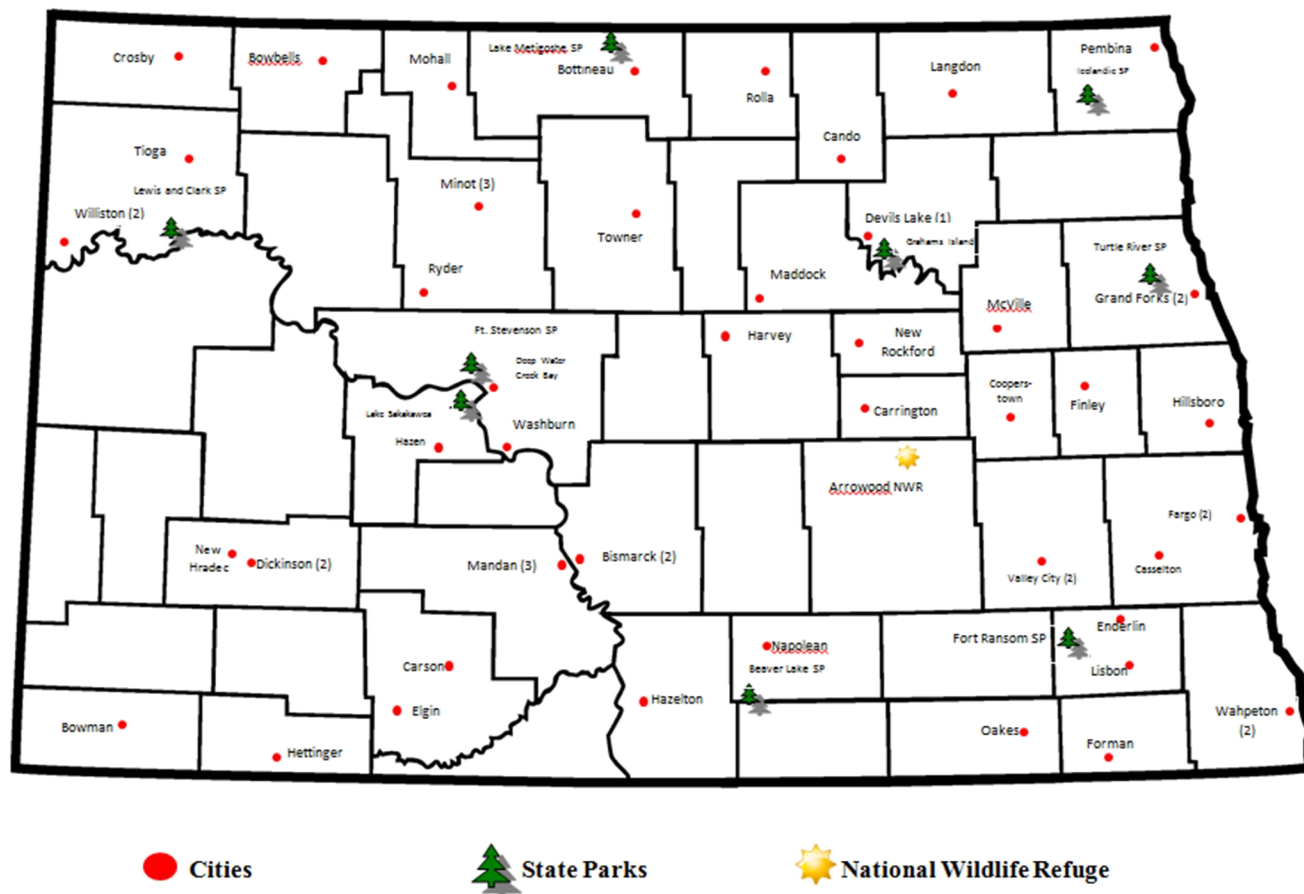 Crosby
Bowbells
Mohall
Lake Metigoshe SP
Bottineau
Rolla
Langdon
Pembina
Icelandic SP
Cando
Tioga
Lewis and Clark SP
Williston (2)
Minot (3)
Ryder
Towner
Devils Lake (1)
Grahams Island
Maddock
Turtle River SP
Grand Forks (2)
McVille
Ft. Stevenson SP
Deep Water
Creek Bay
Harvey
New
Rockford
Lake Sakakawea
Hazen
Washburn
Carrington
Coopers-
town
Finley
Hillsboro
Arrowood NWR
New
Hradec
Dickinson (2)
Mandan (3)
Bismarck (2)
Valley City (2)
Fargo (2)
Casselton
Carson
Elgin
Napolean
Beaver Lake SP
Fort Ransom SP
Enderlin
Lisbon
Bowman
Hettinger
Hazelton
Oakes
Forman
Wahpeton
(2)
Cities
State Parks
National Wildlife Refuge